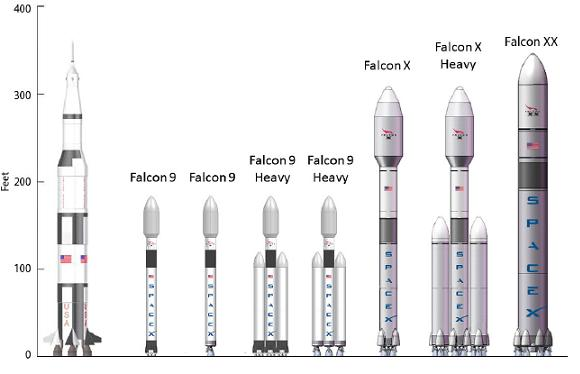 400
300
200
100
0
Feet
Falcon 9
Falcon 9
Falcon 9
Heavy
Falcon 9
Heavy
Falcon X
Falcon X
Heavy
Falcon XX
USA
SPACEX
SPACEX
SPACEX
SPACEX
SPACEX
SPACEX
SPACEX